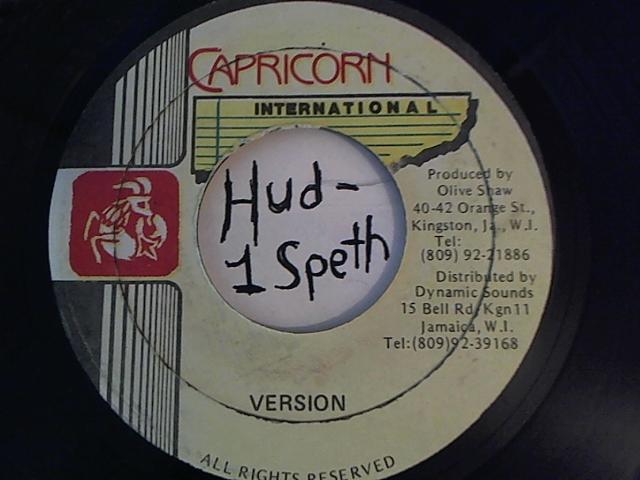 CAPRICORN
INTERNATIONAL
Hud-
1 Speth
Produced by
Olive Shaw
40-42 Orange St.,
Kingston, Ja., W.I.
Tel:
(809) 92-21886
Distributed by
Dynamic Sounds
15 Bell Rd, Kgn11
Jamaica, W.I.
Tel:(809)92-39168
VERSION
ALL RIGHTS RESERVED